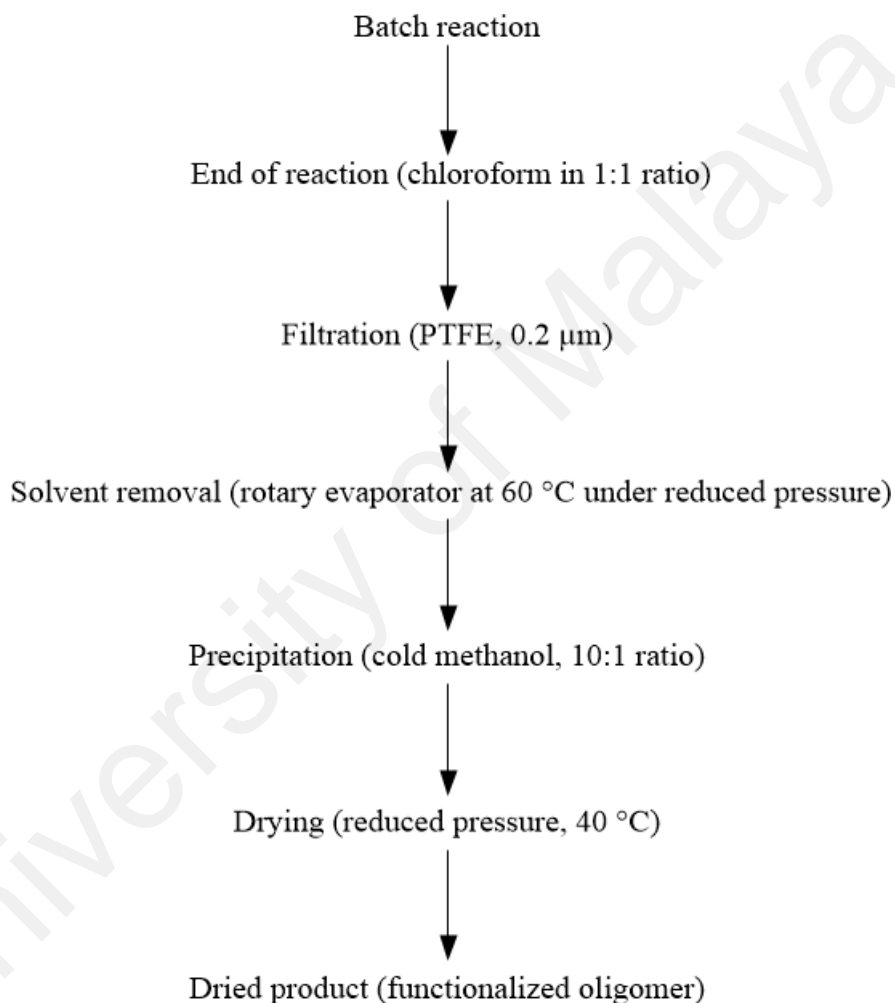 Batch reaction
End of reaction (chloroform in 1:1 ratio)
Filtration (PTFE, 0.2 μm)
Solvent removal (rotary evaporator at 60 °C under reduced pressure)
Precipitation (cold methanol, 10:1 ratio)
Drying (reduced pressure, 40 °C)
Dried product (functionalized oligomer)
niversity of Malaya